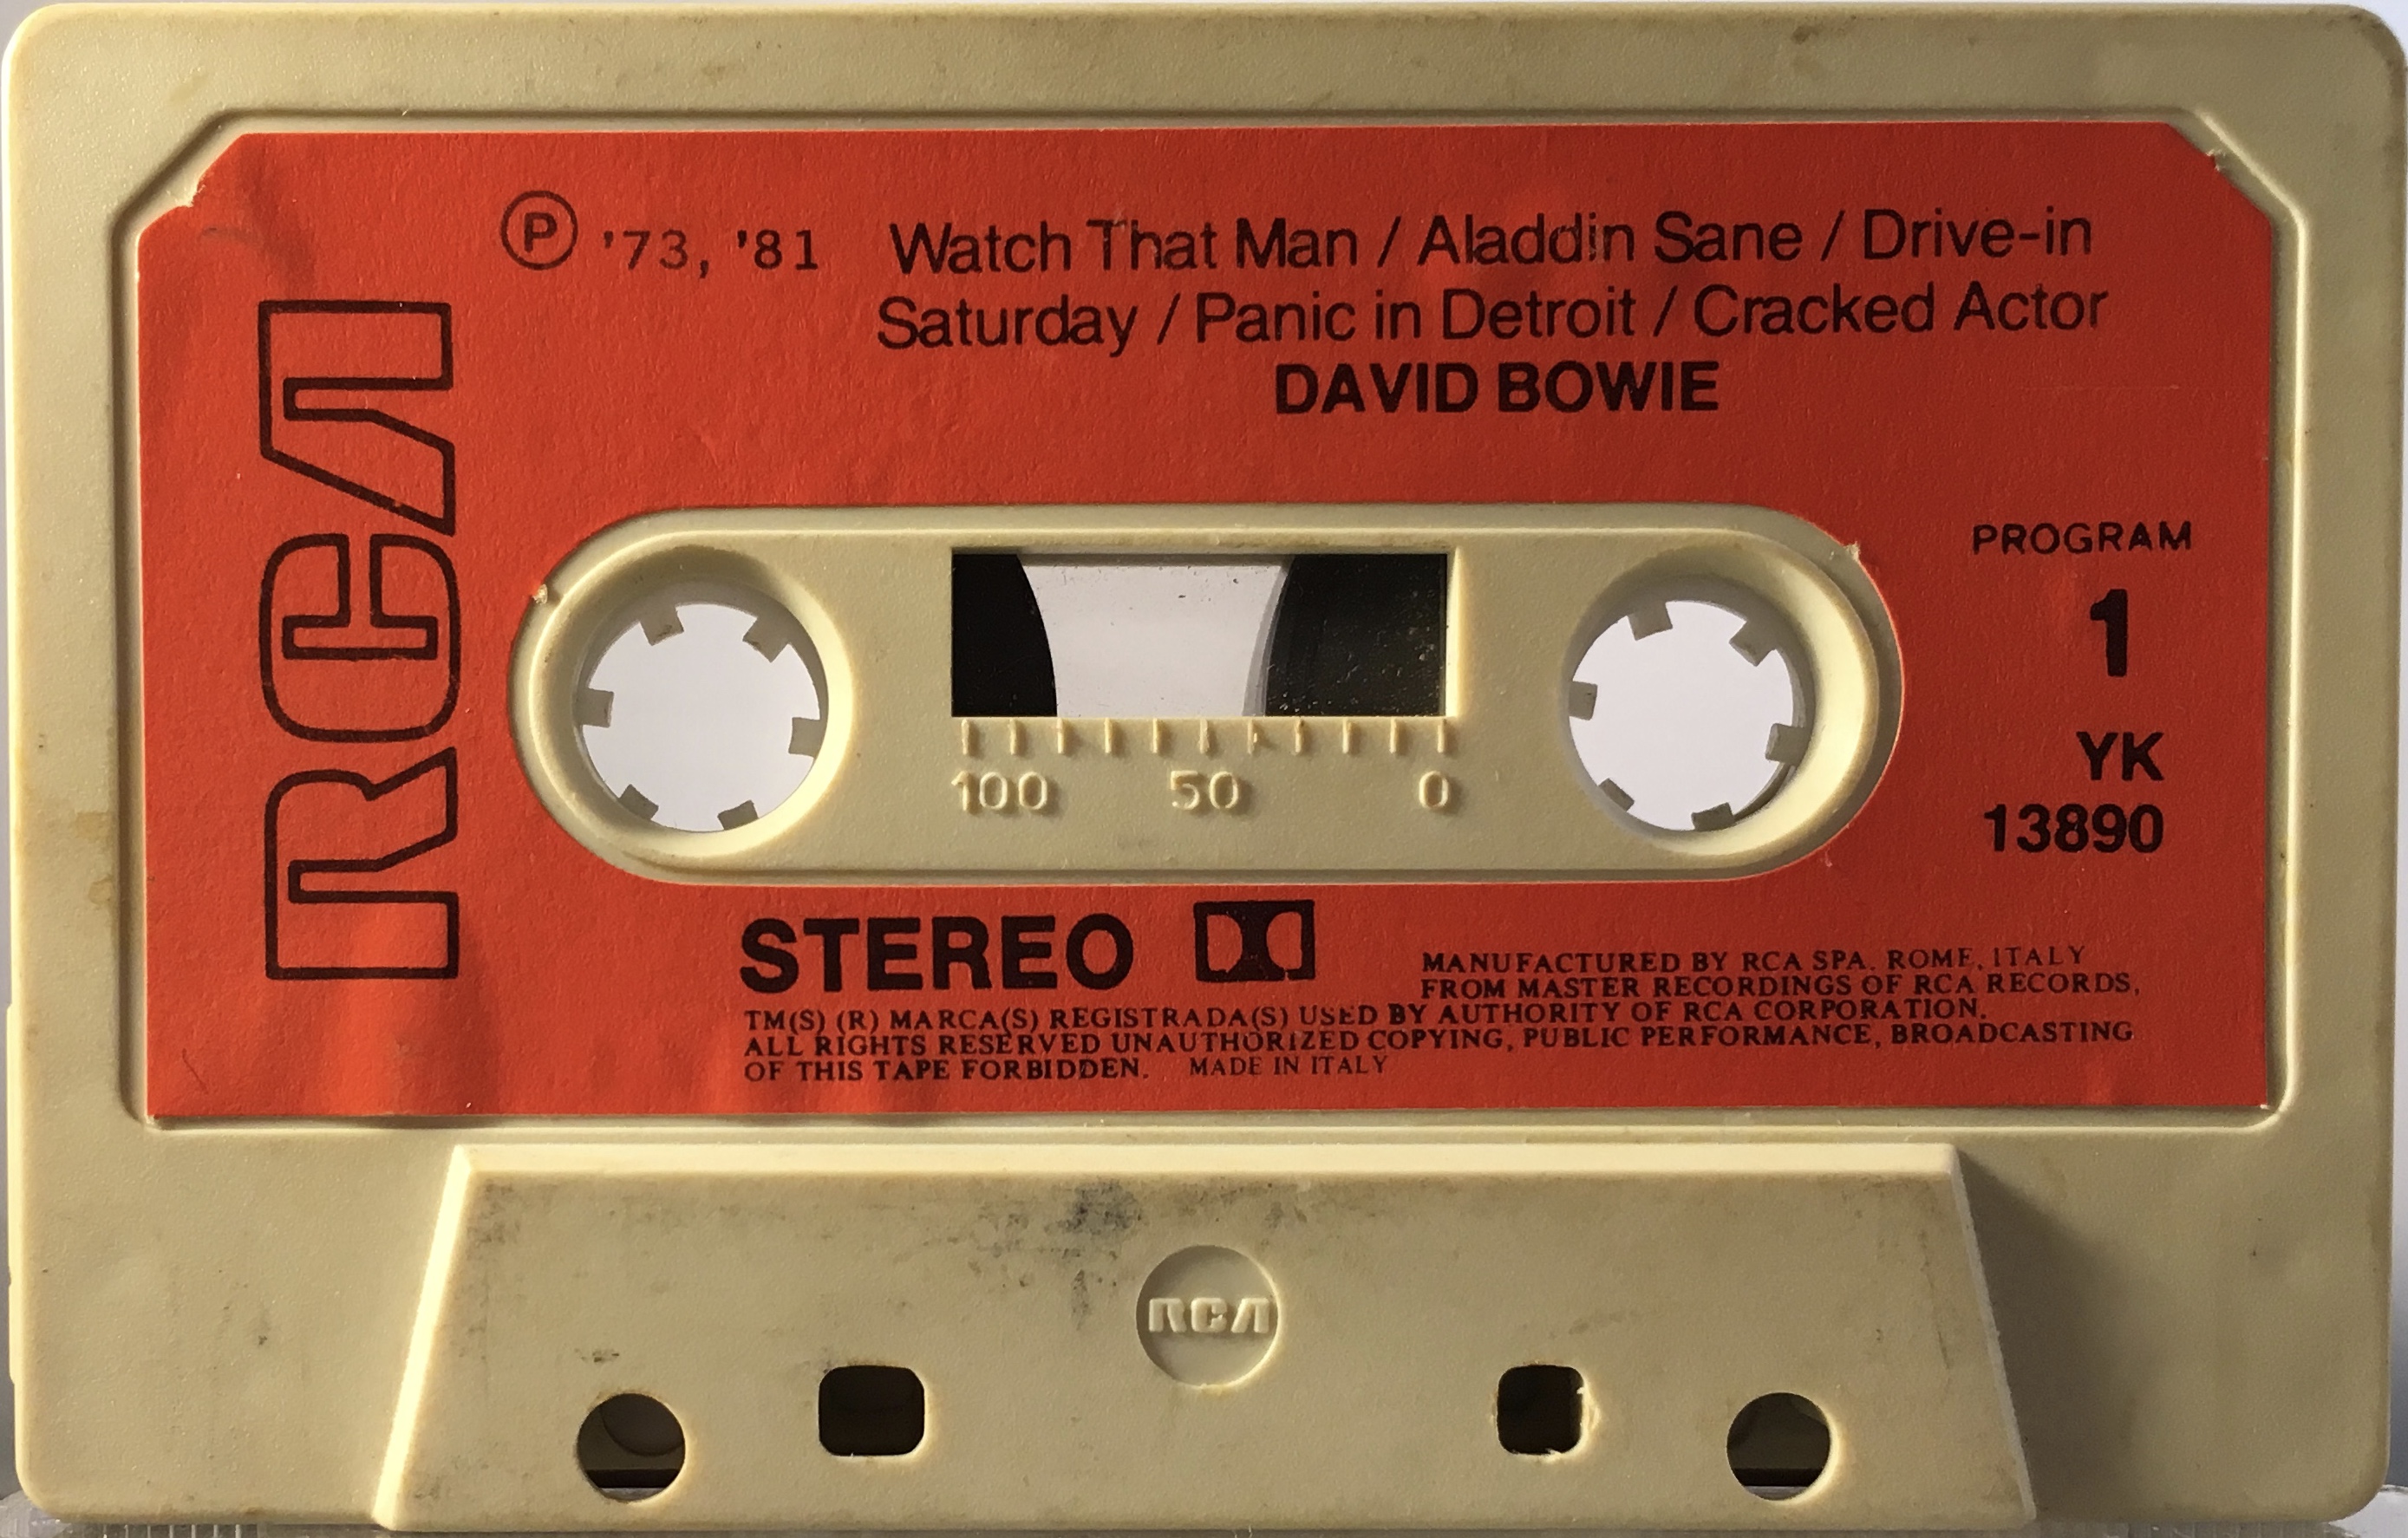 RCA
℗ '73, '81 Watch That Man / Aladdin Sane / Drive-in
Saturday / Panic in Detroit / Cracked Actor
DAVID BOWIE
PROGRAM
1
YK
13890
100 50 0
STEREO
MANUFACTURED BY RCA SPA. ROME, ITALY
FROM MASTER RECORDINGS OF RCA RECORDS,
TM(S) (R) MARCA(S) REGISTRADA(S) USED BY AUTHORITY OF RCA CORPORATION.
ALL RIGHTS RESERVED UNAUTHORIZED COPYING, PUBLIC PERFORMANCE, BROADCASTING
OF THIS TAPE FORBIDDEN. MADE IN ITALY
RCA